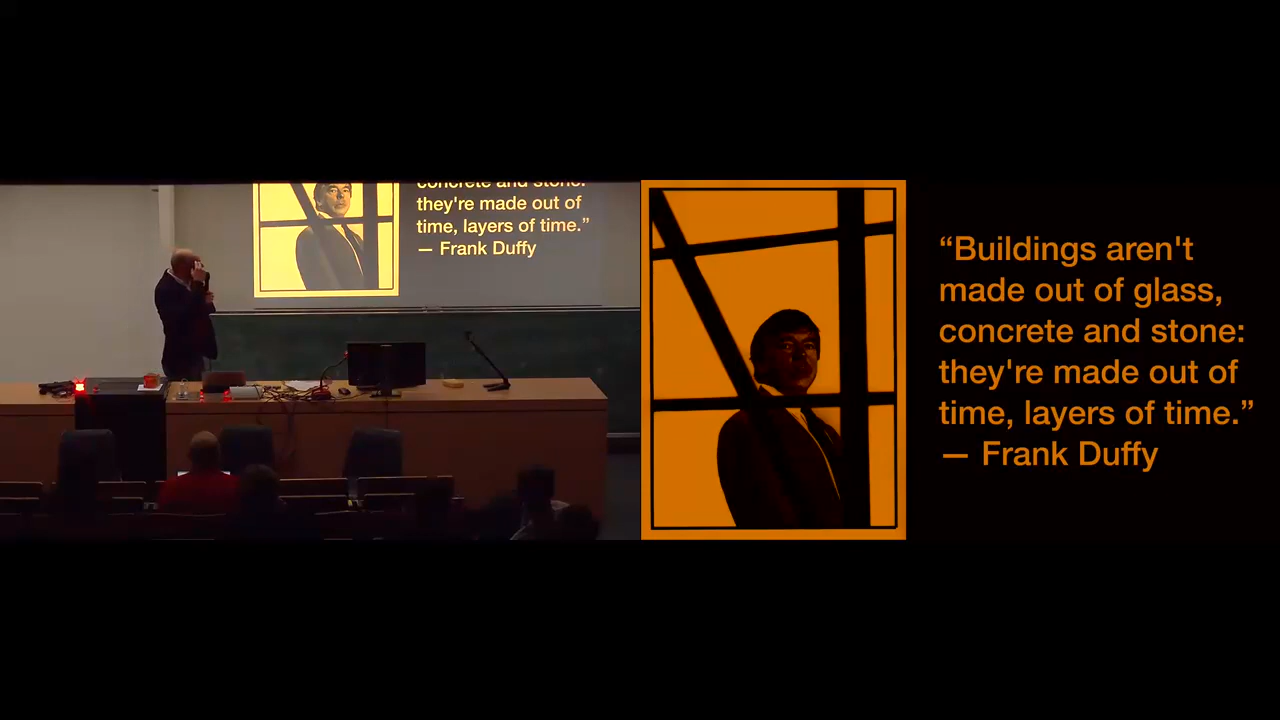 concrete and stone:
they're made out of
time, layers of time.”
— Frank Duffy
“Buildings aren't
made out of glass,
concrete and stone:
they're made out of
time, layers of time.”
— Frank Duffy